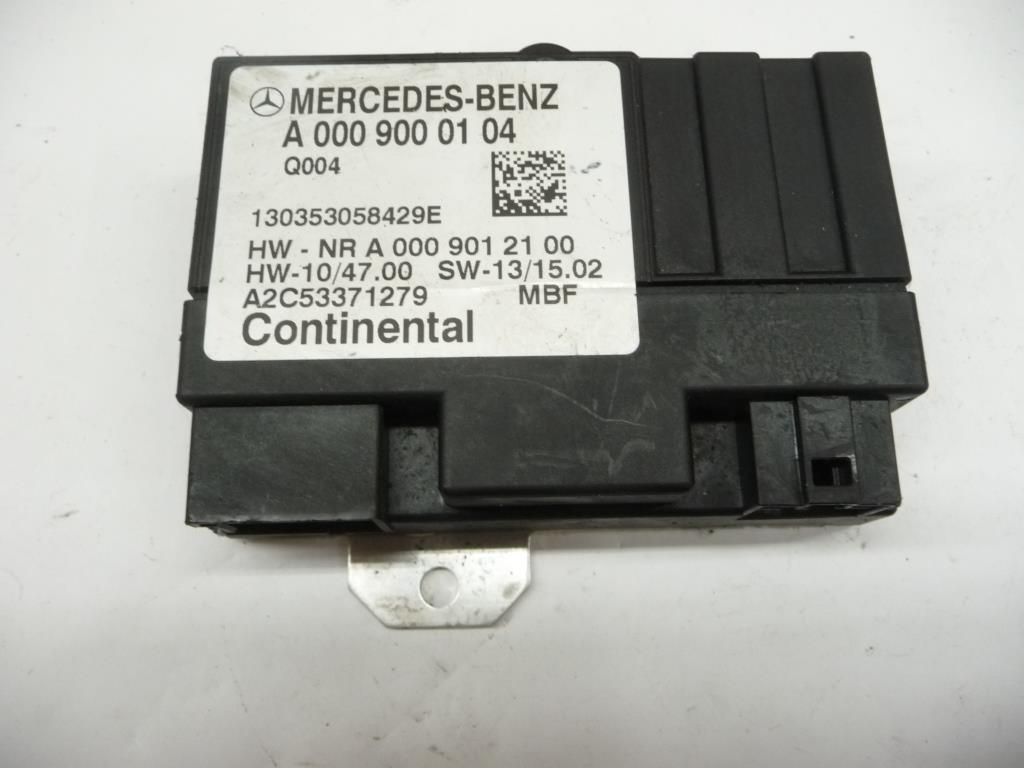 MERCEDES-BENZ
A 000 900 01 04
Q004
130353058429E
HW - NR A 000 901 21 00
HW-10/47.00 SW-13/15.02
A2C53371279 MBF
Continental